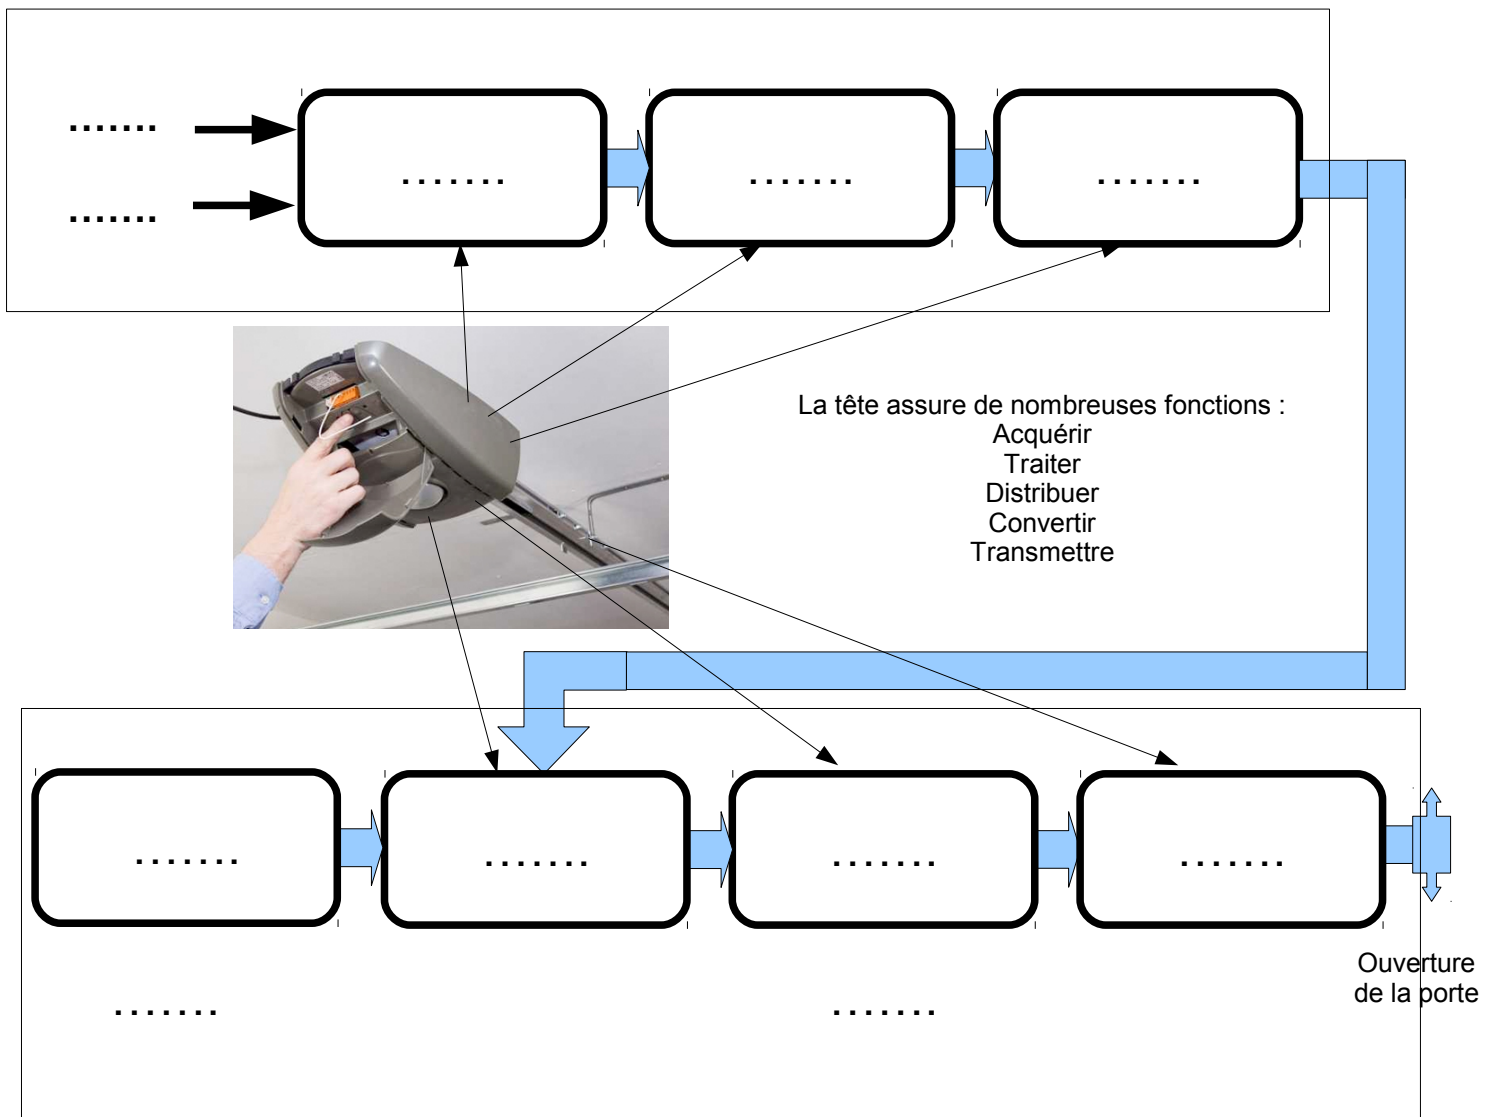 .......
.......
.......
.......
.......
La tête assure de nombreuses fonctions :
Acquérir
Traiter
Distribuer
Convertir
Transmettre
.......
.......
.......
.......
Ouverture
de la porte
.......
.......